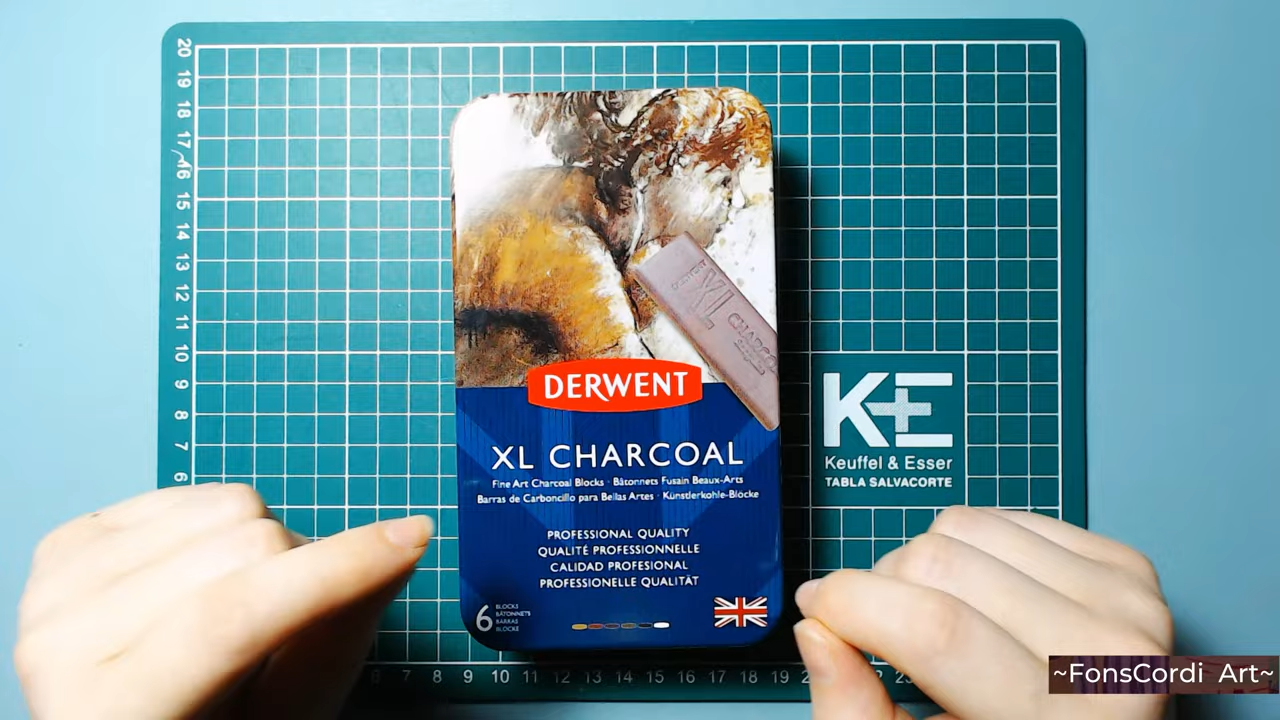 20
19
18
17
16
15
14
13
12
11
10
9
8
7
6
DERWENT
XL CHARCOAL
Fine Art Charcoal Blocks · Bâtonnets Fusain Beaux-Arts
Barras de Carboncillo para Bellas Artes · Künstlerkohle-Blöcke
PROFESSIONAL QUALITY
QUALITÉ PROFESSIONNELLE
CALIDAD PROFESIONAL
PROFESSIONELLE QUALITÄT
6 BLOCKS
BÂTONNETS
BARRAS
BLÖCKE
XL
K+E
Keuffel & Esser
TABLA SALVACORTE
6 7 8 9 10 11 12 13 14 15 16 17 18 19
~FonsCordi Art~